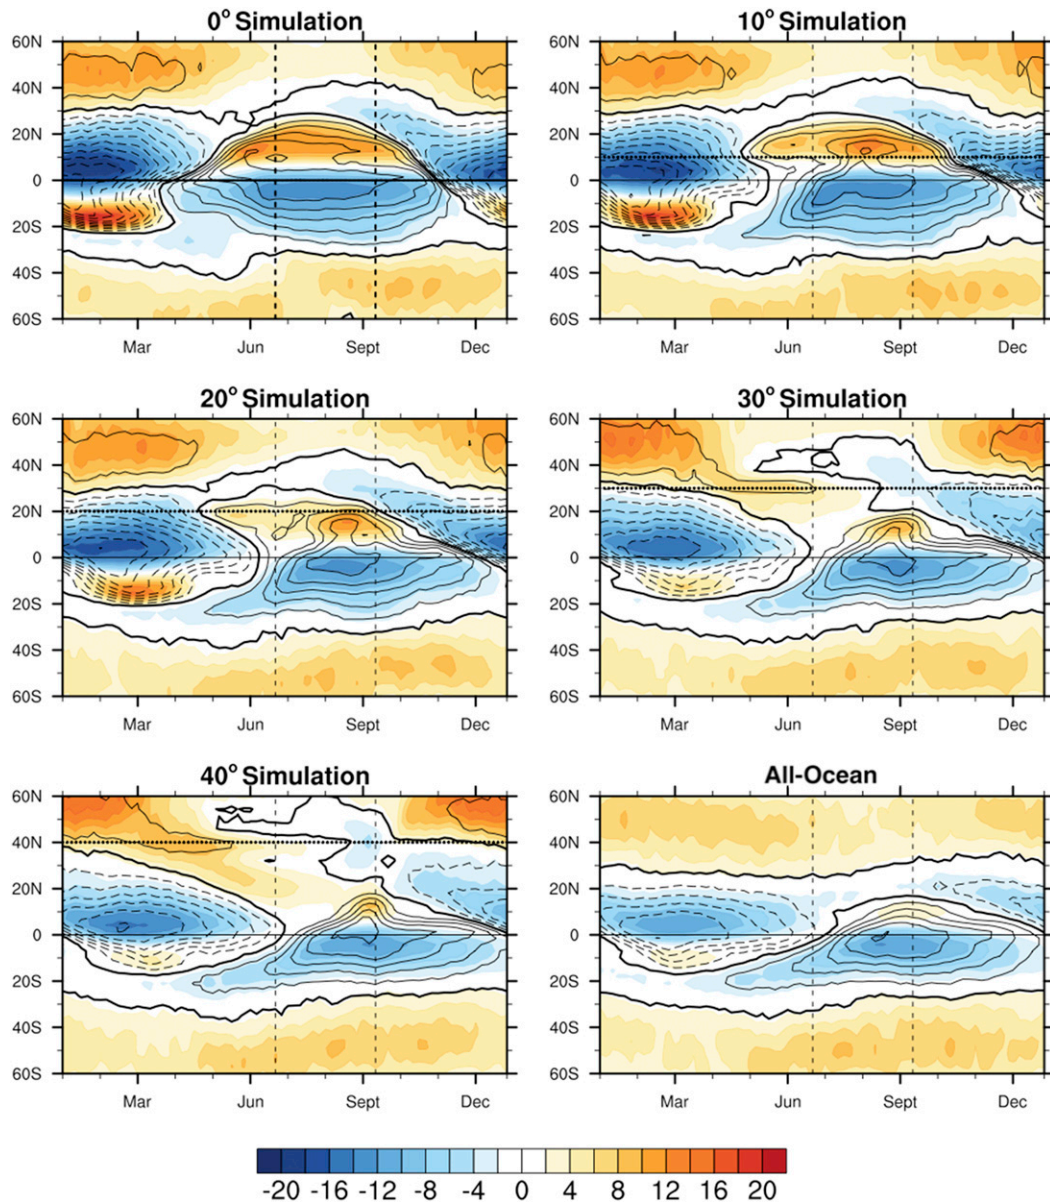 0° Simulation 10° Simulation
60N 60N
40N 40N
20N 20N
0 0
20S 20S
40S 40S
60S 60S
Mar Jun Sept Dec Mar Jun Sept Dec
20° Simulation 30° Simulation
60N 60N
40N 40N
20N 20N
0 0
20S 20S
40S 40S
60S 60S
Mar Jun Sept Dec Mar Jun Sept Dec
40° Simulation All-Ocean
60N 60N
40N 40N
20N 20N
0 0
20S 20S
40S 40S
60S 60S
Mar Jun Sept Dec Mar Jun Sept Dec
-20 -16 -12 -8 -4 0 4 8 12 16 20